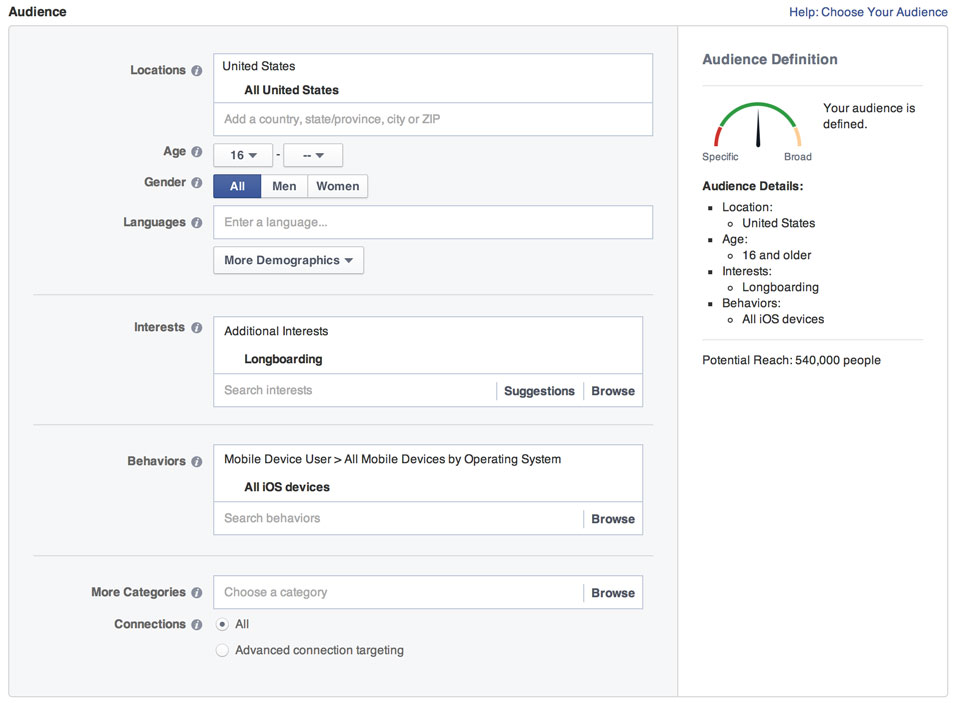 Audience
Help: Choose Your Audience
Locations
United States
All United States
Add a country, state/province, city or ZIP
Age
16 - --
Gender
All Men Women
Languages
Enter a language...
More Demographics
Interests
Additional Interests
Longboarding
Search interests Suggestions Browse
Behaviors
Mobile Device User > All Mobile Devices by Operating System
All iOS devices
Search behaviors Browse
More Categories
Choose a category Browse
Connections
All
Advanced connection targeting
Audience Definition
Your audience is
defined.
Specific Broad
Audience Details:
Location:
United States
Age:
16 and older
Interests:
Longboarding
Behaviors:
All iOS devices
Potential Reach: 540,000 people